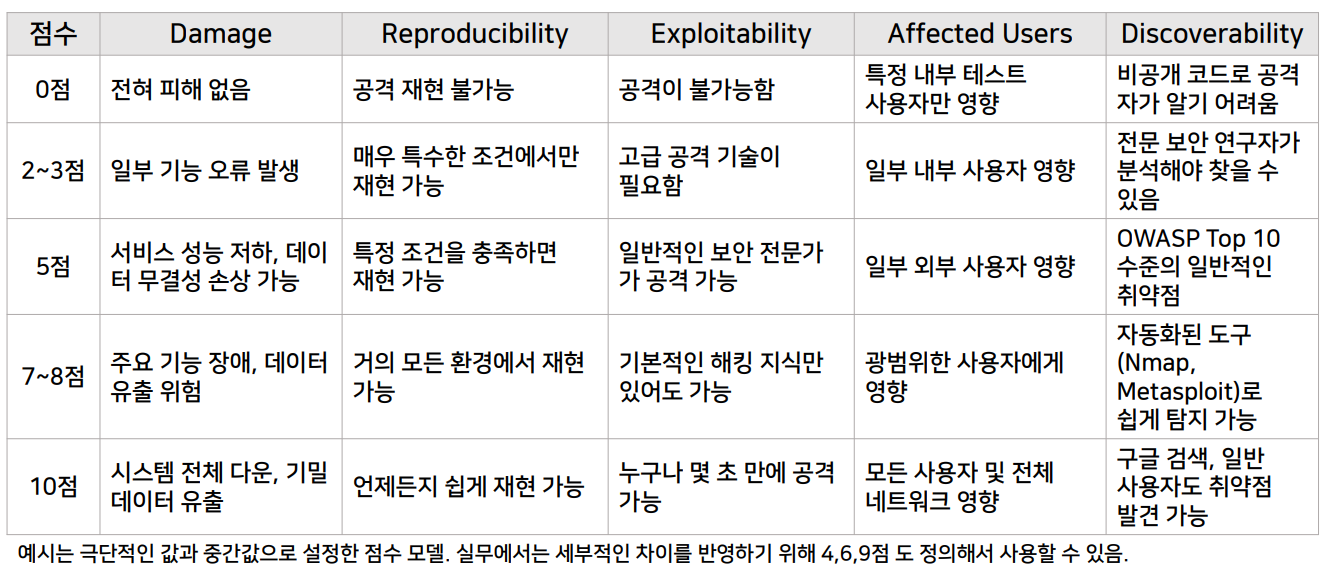 점수 Damage Reproducibility Exploitability Affected Users Discoverability
0점 전혀 피해 없음 공격 재현 불가능 공격이 불가능함 특정 내부 테스트
사용자만 영향 비공개 코드로 공격
자가 알기 어려움
2~3점 일부 기능 오류 발생 매우 특수한 조건에서만
재현 가능 고급 공격 기술이
필요함 일부 내부 사용자 영향 전문 보안 연구자가
분석해야 찾을 수
있음
5점 서비스 성능 저하, 데이
터 무결성 손상 가능 특정 조건을 충족하면
재현 가능 일반적인 보안 전문가
가 공격 가능 일부 외부 사용자 영향 OWASP Top 10
수준의 일반적인
취약점
7~8점 주요 기능 장애, 데이터
유출 위험 거의 모든 환경에서 재현
가능 기본적인 해킹 지식만
있어도 가능 광범위한 사용자에게
영향 자동화된 도구
(Nmap,
Metasploit)로
쉽게 탐지 가능
10점 시스템 전체 다운, 기밀
데이터 유출 언제든지 쉽게 재현 가능 누구나 몇 초 만에 공격
가능 모든 사용자 및 전체
네트워크 영향 구글 검색, 일반
사용자도 취약점
발견 가능
예시는 극단적인 값과 중간값으로 설정한 점수 모델. 실무에서는 세부적인 차이를 반영하기 위해 4,6,9점 도 정의해서 사용할 수 있음.